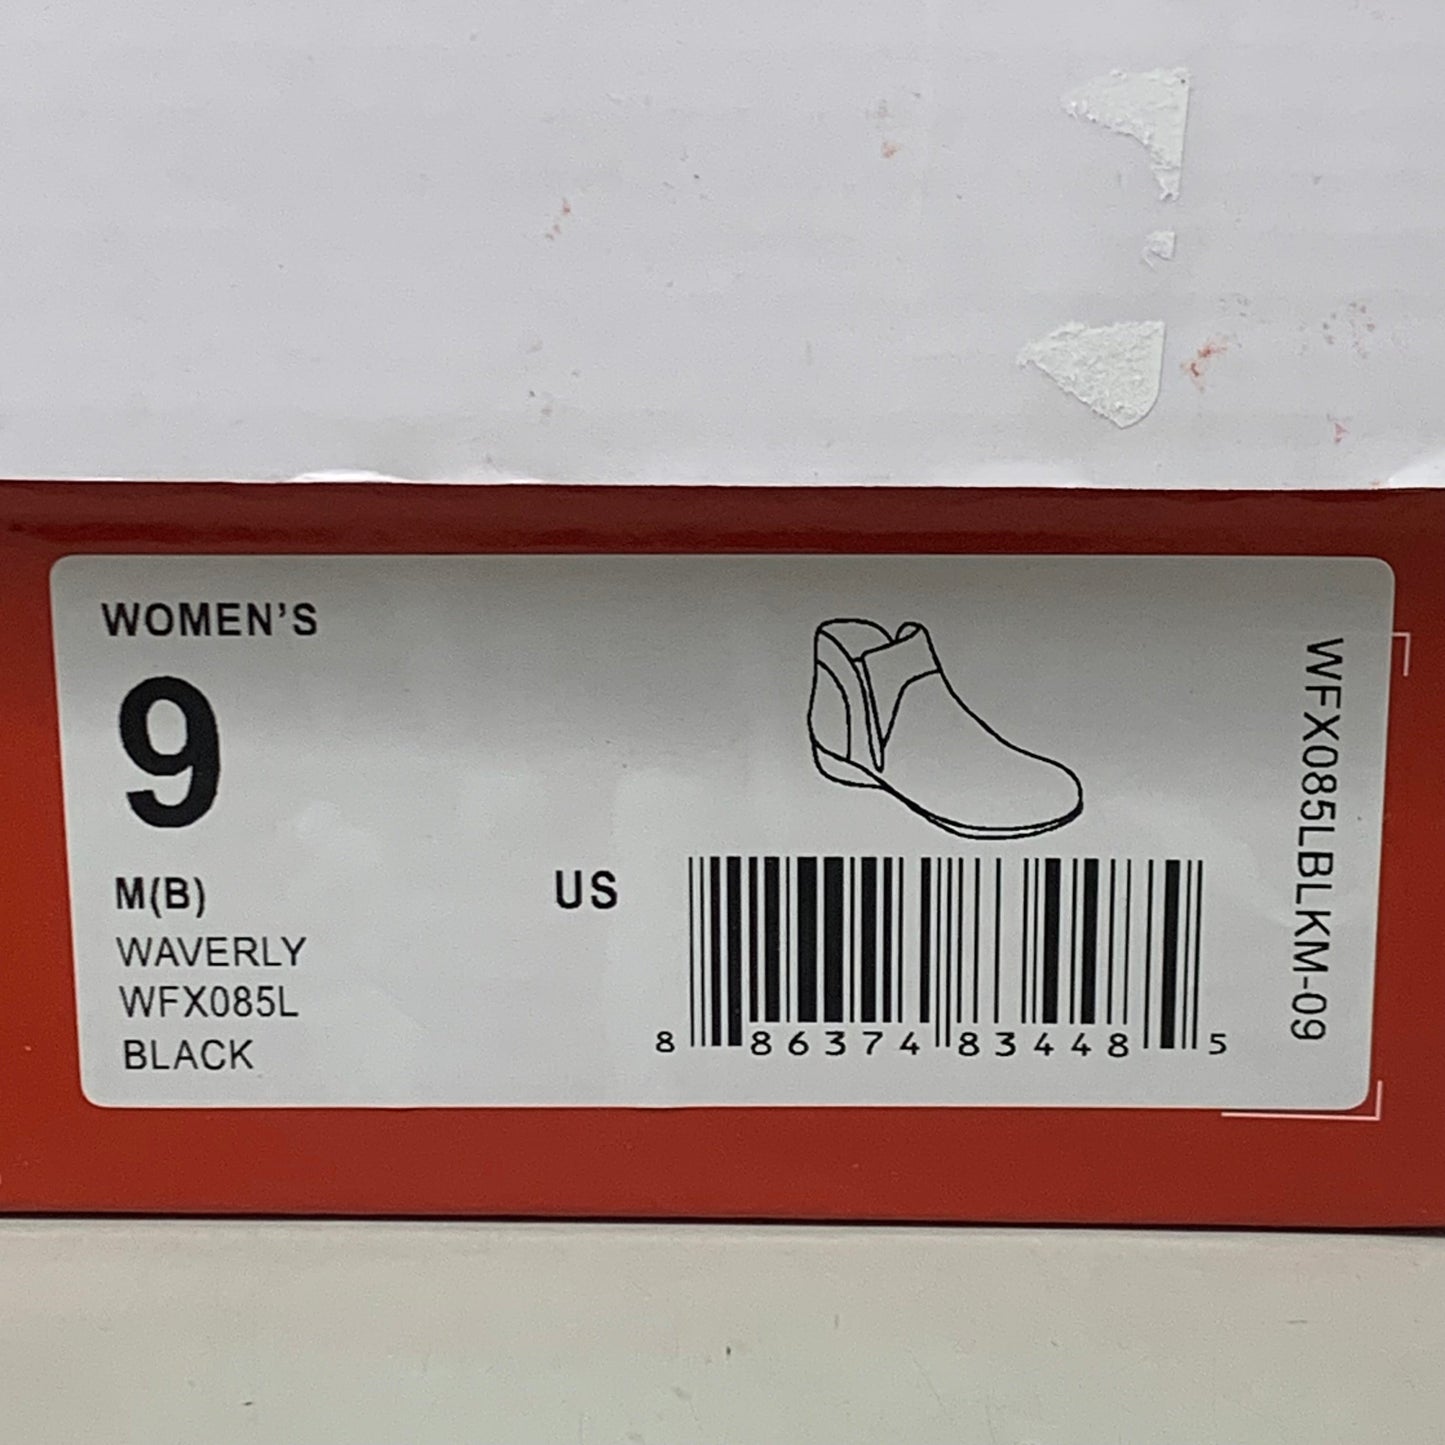 WOMEN'S
9
M(B)
US
WAVERLY
WFX085L
BLACK
8 86374 83448 5
WFX085LBLKM-09